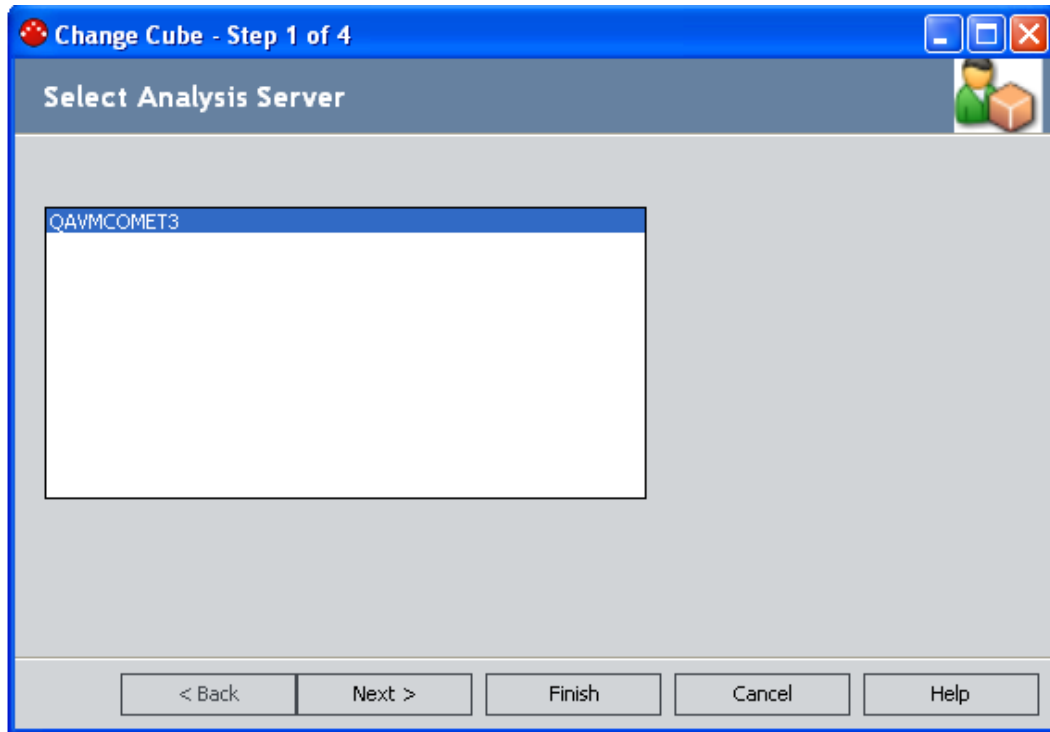 Change Cube - Step 1 of 4
Select Analysis Server
QAVMCOMET3
< Back Next > Finish Cancel Help